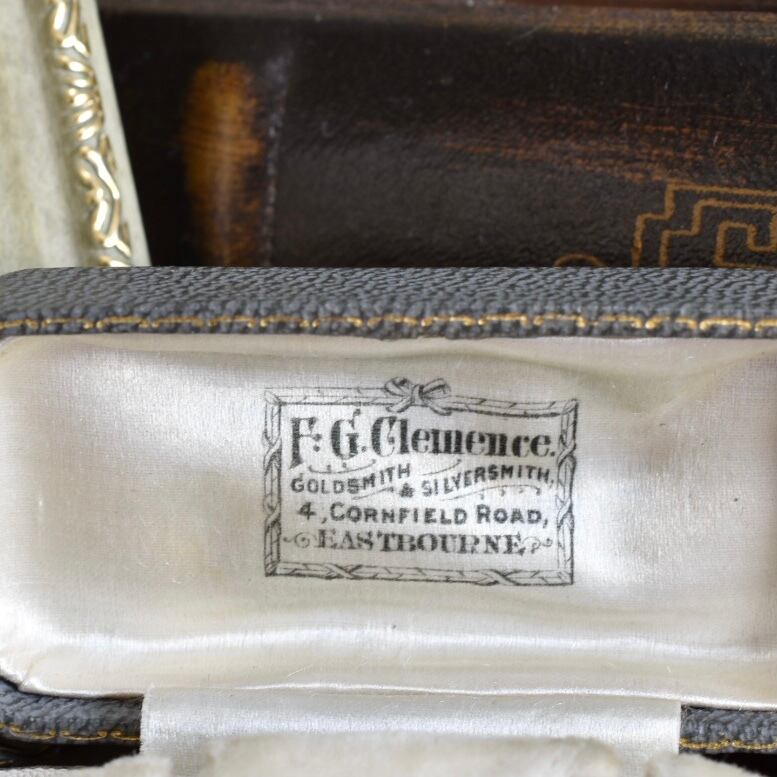 F. G. Clemence.
GOLDSMITH & SILVERSMITH,
4, CORNFIELD ROAD,
EASTBOURNE